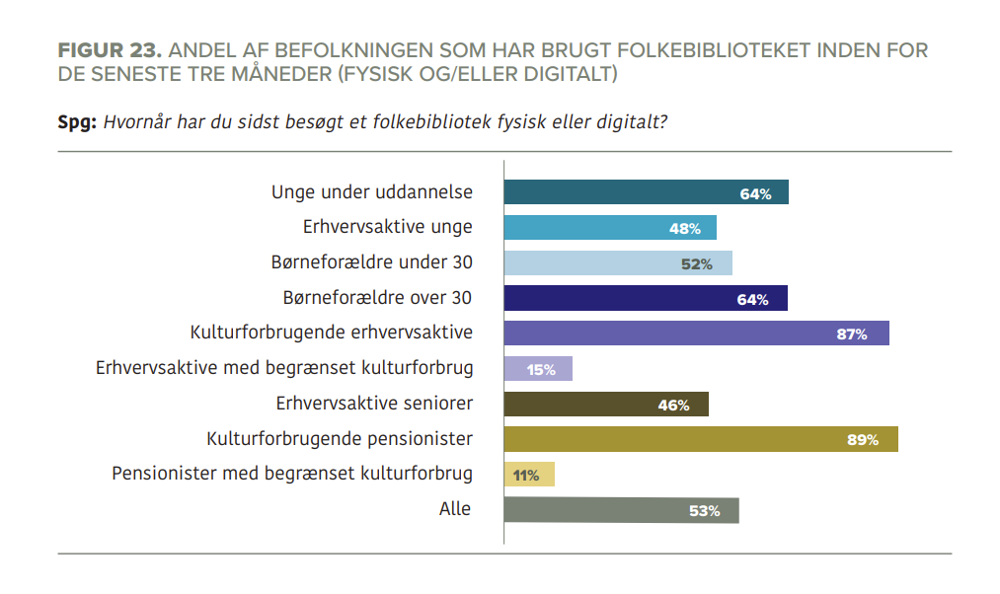 FIGUR 23. ANDEL AF BEFOLKNINGEN SOM HAR BRUGT FOLKEBIBLIOTEKET INDEN FOR
DE SENESTE TRE MÅNEDER (FYSISK OG/ELLER DIGITALT)
Spg: Hvornår har du sidst besøgt et folkebibliotek fysisk eller digitalt?
Unge under uddannelse 64%
Erhvervsaktive unge 48%
Børneforældre under 30 52%
Børneforældre over 30 64%
Kulturforbrugende erhvervsaktive 87%
Erhvervsaktive med begrænset kulturforbrug 15%
Erhvervsaktive seniorer 46%
Kulturforbrugende pensionister 89%
Pensionister med begrænset kulturforbrug 11%
Alle 53%